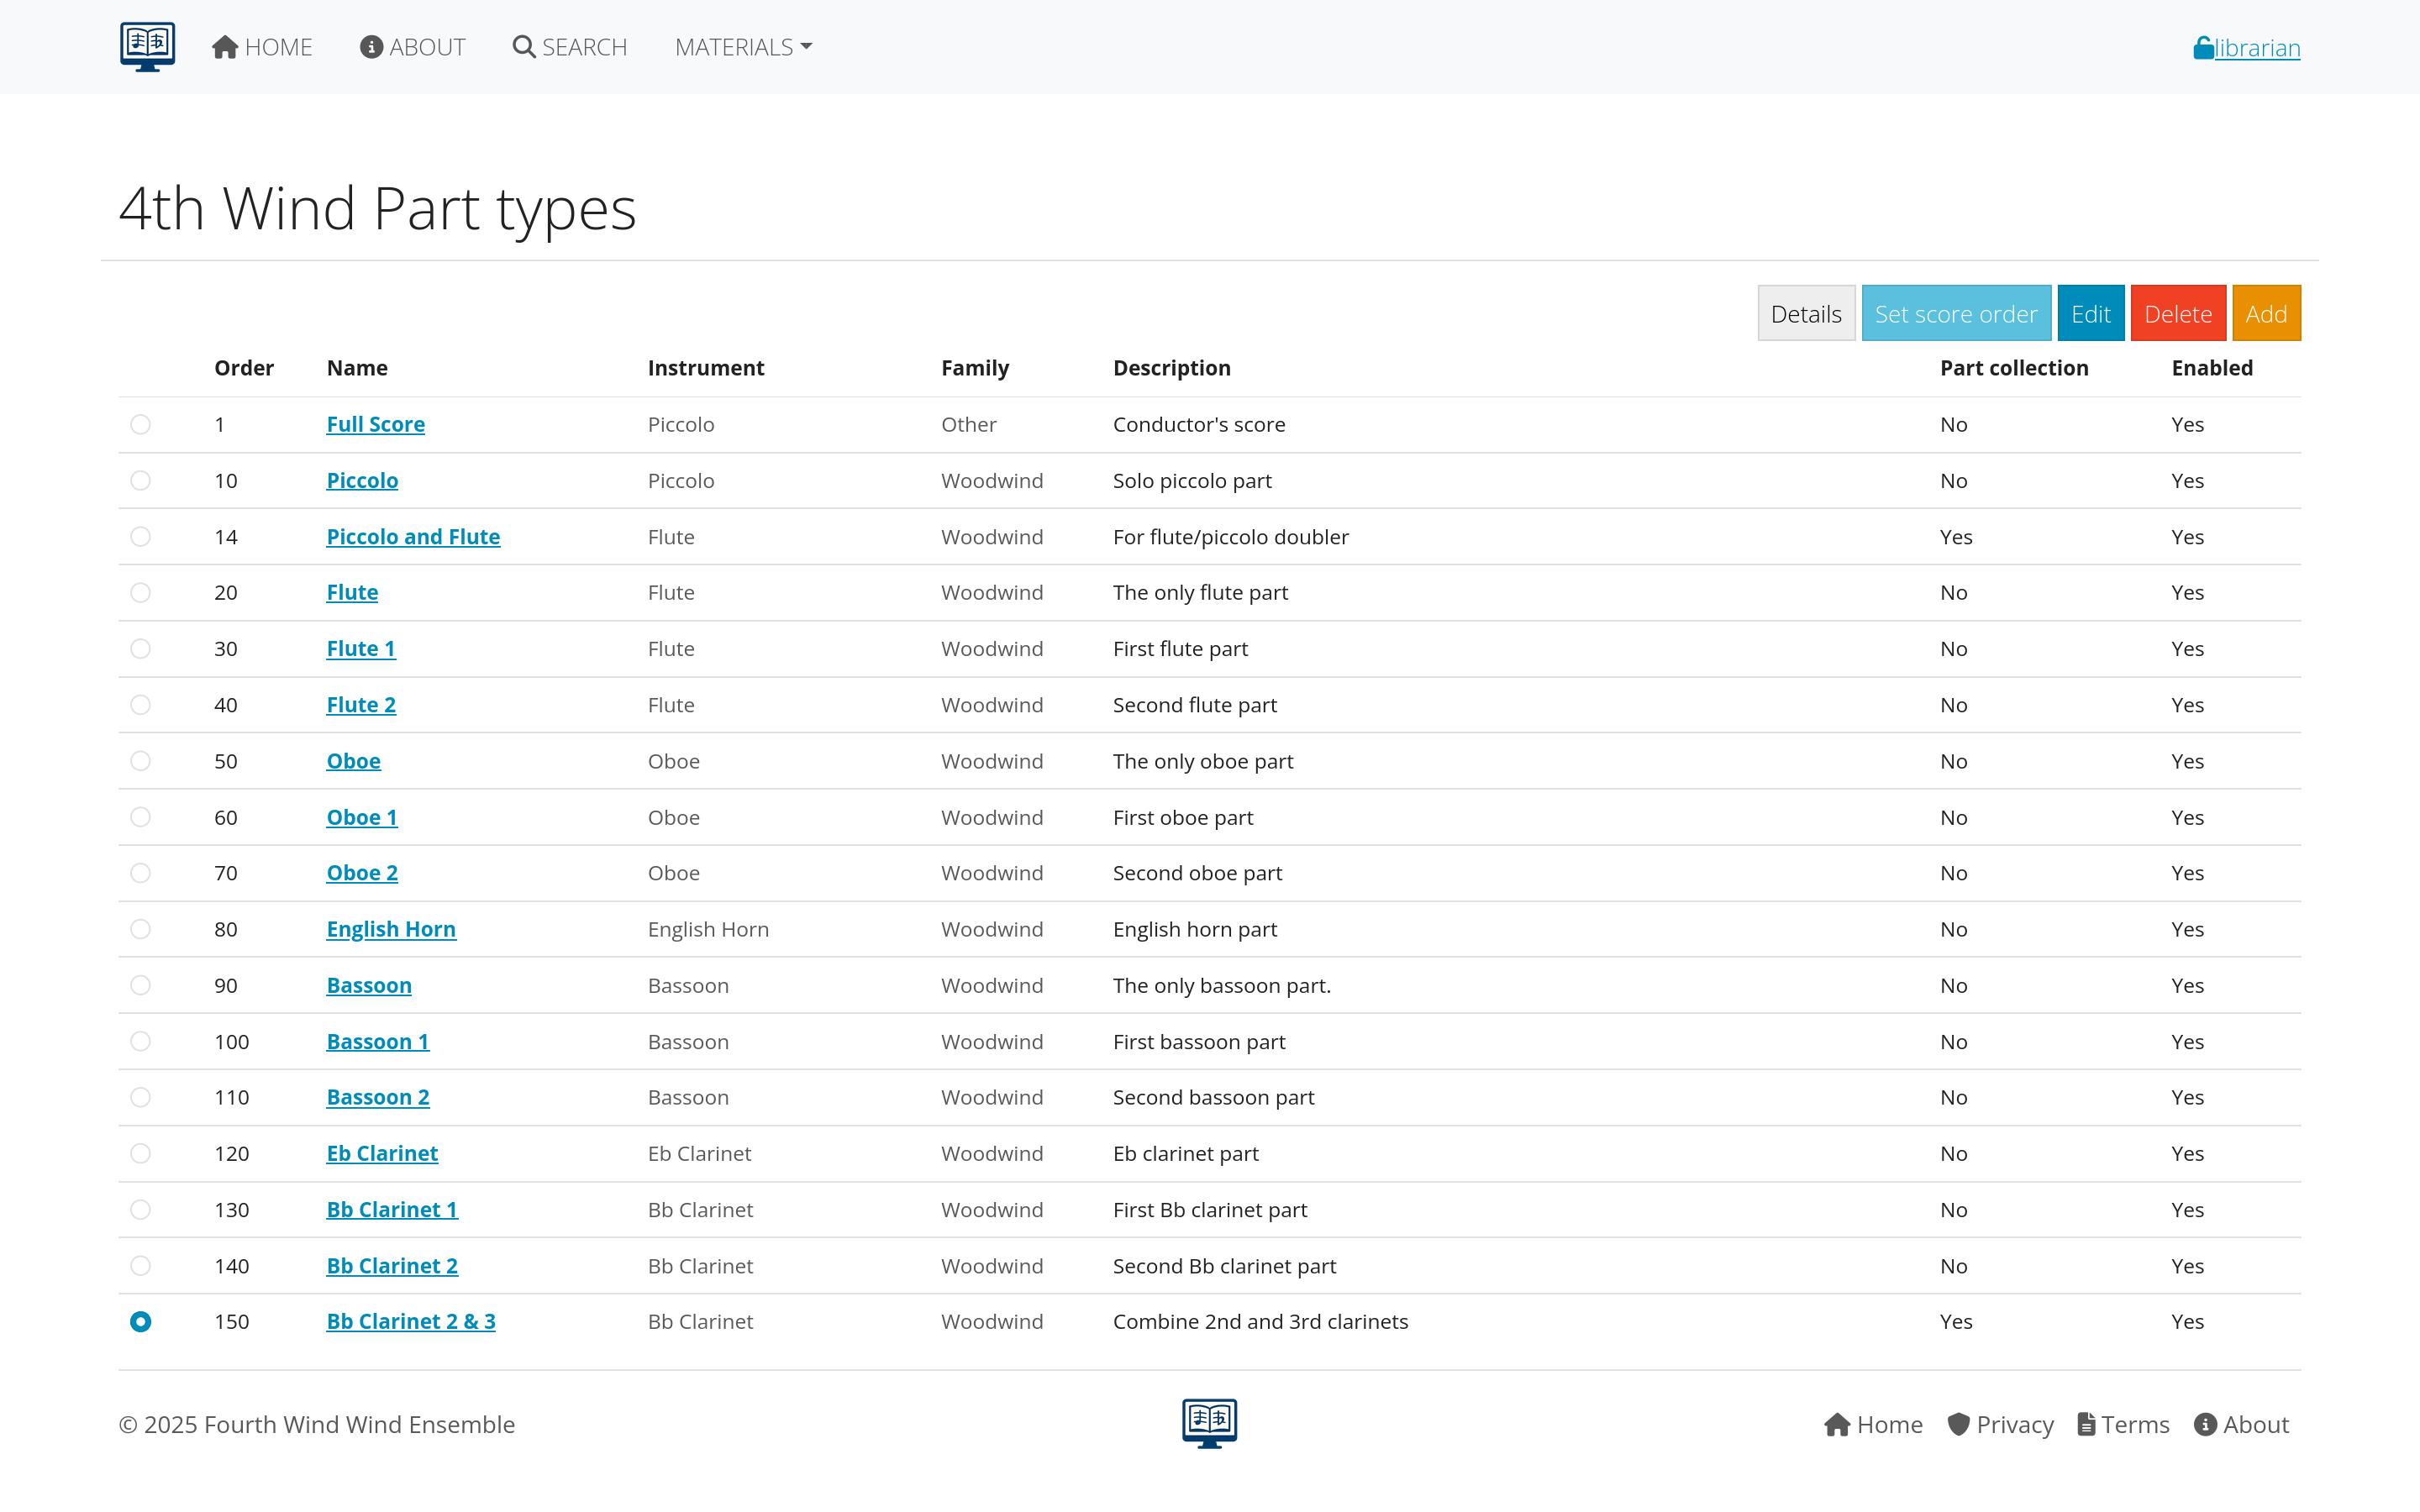 HOME ABOUT SEARCH MATERIALS librarian
4th Wind Part types
Details Set score order Edit Delete Add
Order Name Instrument Family Description Part collection Enabled
1 Full Score Piccolo Other Conductor's score No Yes
10 Piccolo Piccolo Woodwind Solo piccolo part No Yes
14 Piccolo and Flute Flute Woodwind For flute/piccolo doubler Yes Yes
20 Flute Flute Woodwind The only flute part No Yes
30 Flute 1 Flute Woodwind First flute part No Yes
40 Flute 2 Flute Woodwind Second flute part No Yes
50 Oboe Oboe Woodwind The only oboe part No Yes
60 Oboe 1 Oboe Woodwind First oboe part No Yes
70 Oboe 2 Oboe Woodwind Second oboe part No Yes
80 English Horn English Horn Woodwind English horn part No Yes
90 Bassoon Bassoon Woodwind The only bassoon part. No Yes
100 Bassoon 1 Bassoon Woodwind First bassoon part No Yes
110 Bassoon 2 Bassoon Woodwind Second bassoon part No Yes
120 Eb Clarinet Eb Clarinet Woodwind Eb clarinet part No Yes
130 Bb Clarinet 1 Bb Clarinet Woodwind First Bb clarinet part No Yes
140 Bb Clarinet 2 Bb Clarinet Woodwind Second Bb clarinet part No Yes
150 Bb Clarinet 2 & 3 Bb Clarinet Woodwind Combine 2nd and 3rd clarinets Yes Yes
© 2025 Fourth Wind Wind Ensemble Home Privacy Terms About